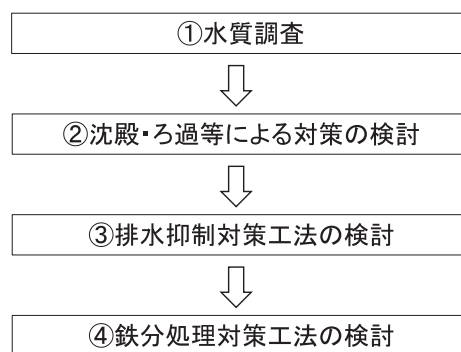 ①水質調査
②沈殿・ろ過等による対策の検討
③排水抑制対策工法の検討
④鉄分処理対策工法の検討